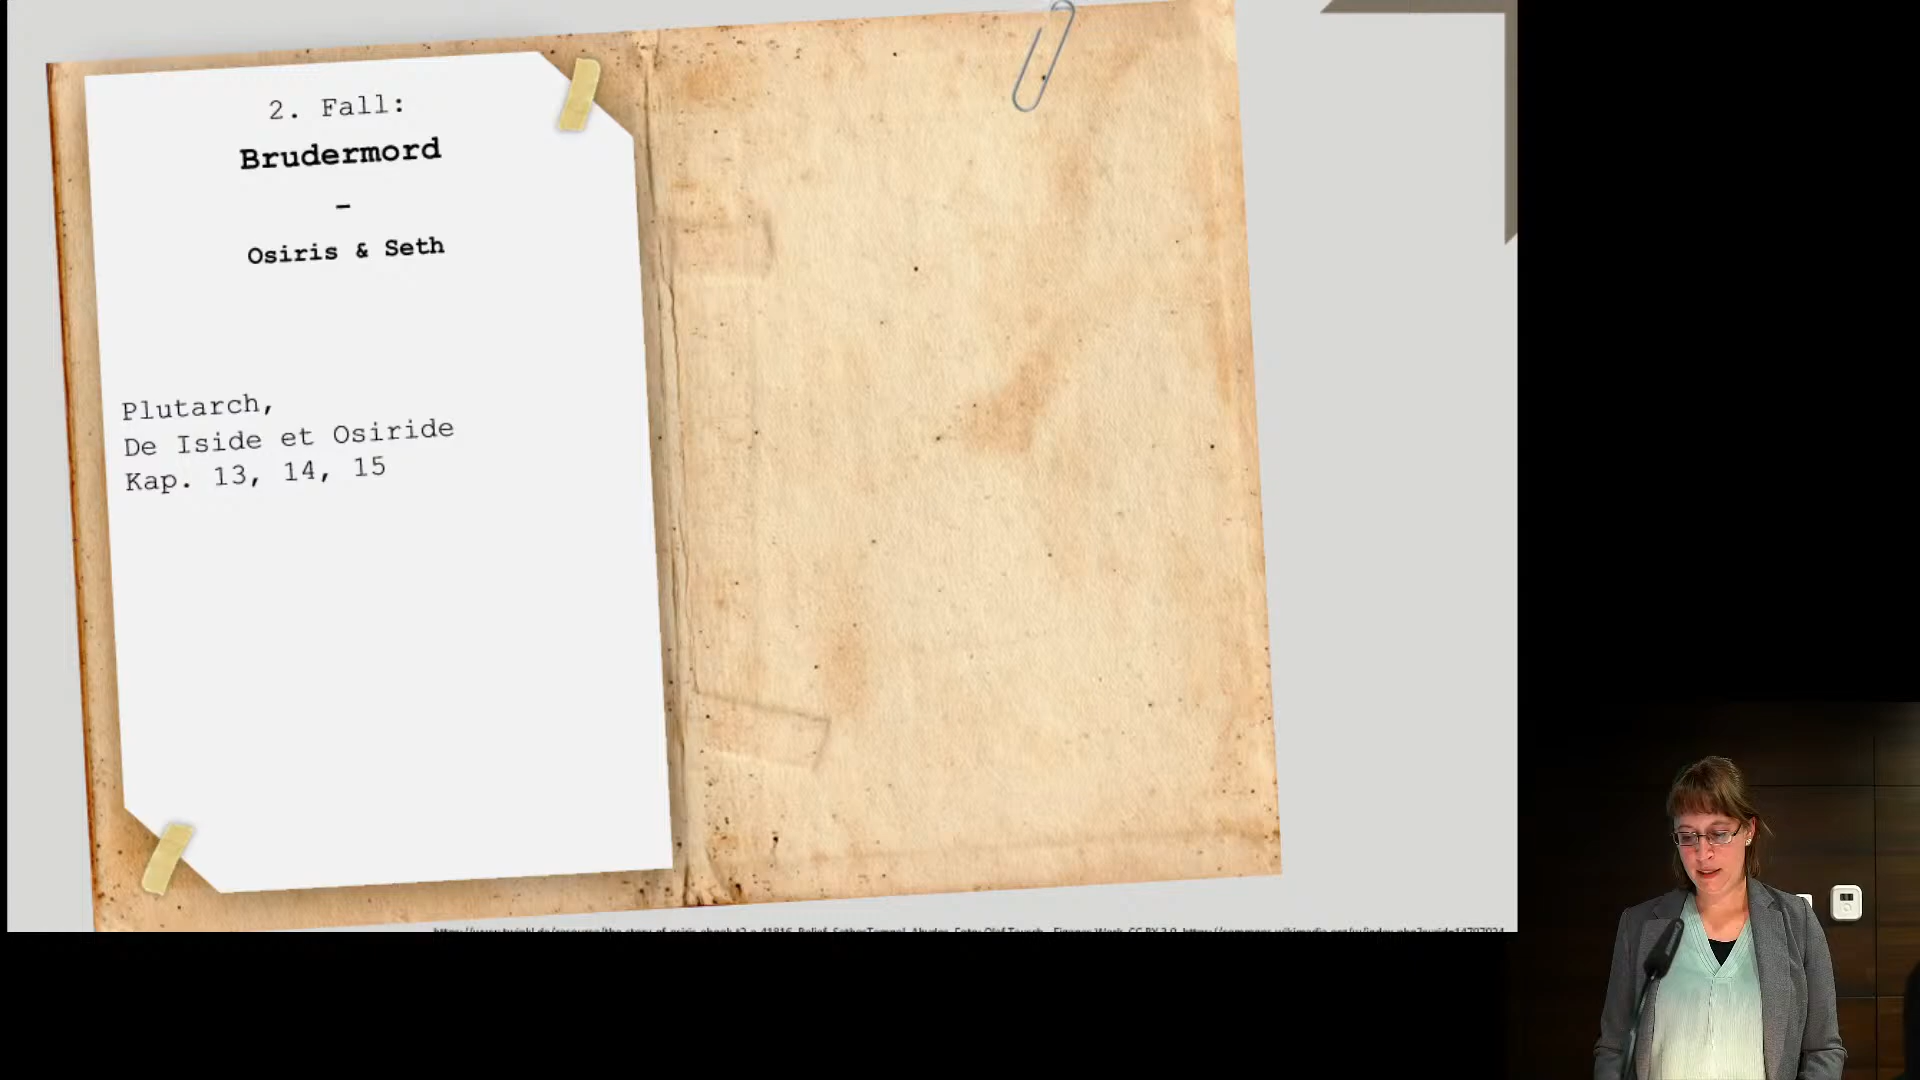 2. Fall:
Brudermord
–
Osiris & Seth
Plutarch,
De Iside et Osiride
Kap. 13, 14, 15